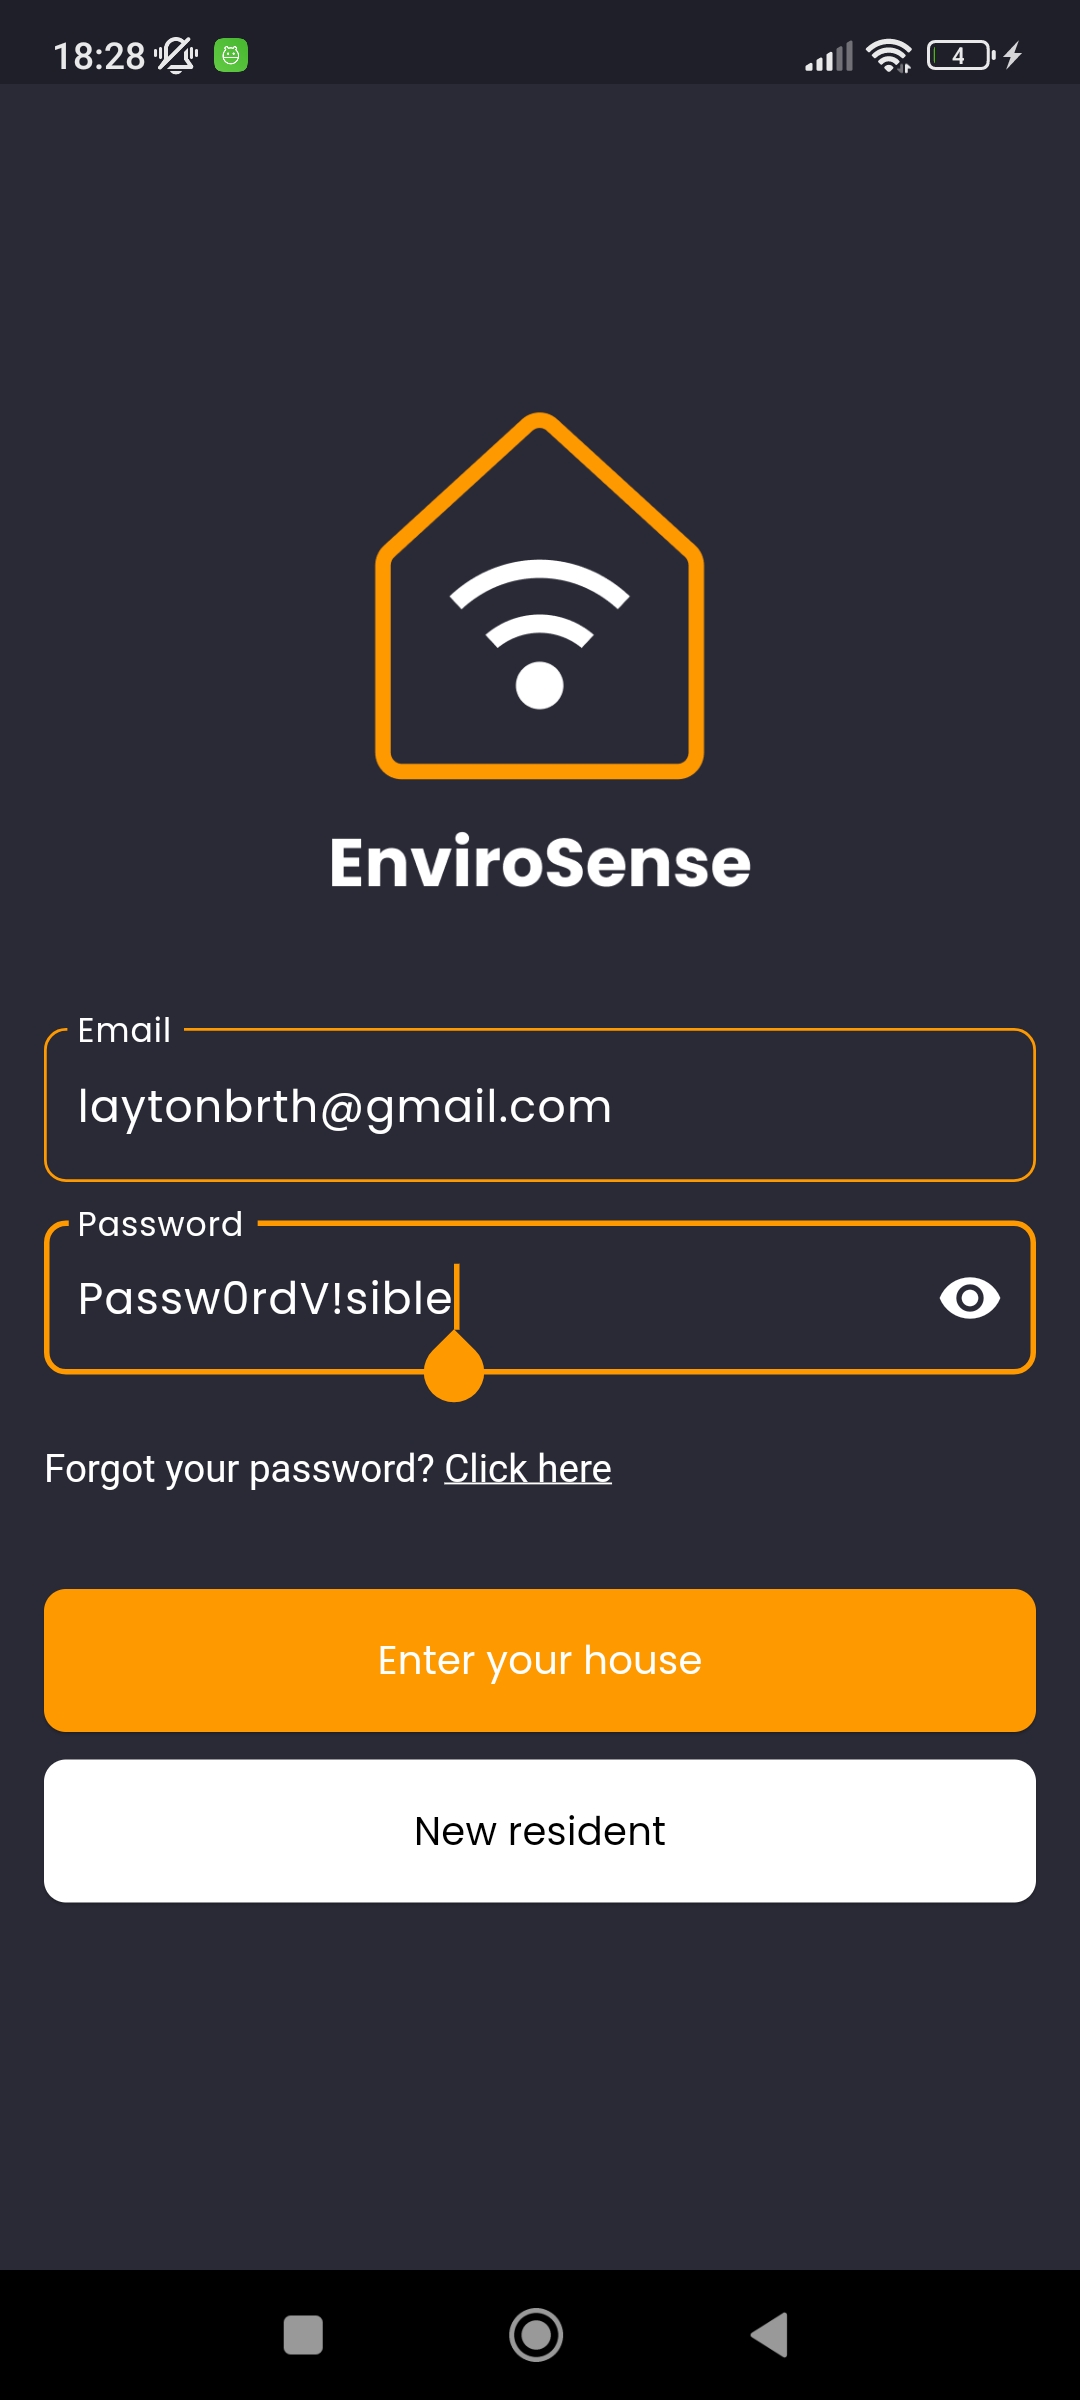 18:28
4
EnviroSense
Email
laytonbrth@gmail.com
Password
Passw0rdV!sible
Forgot your password? Click here
Enter your house
New resident